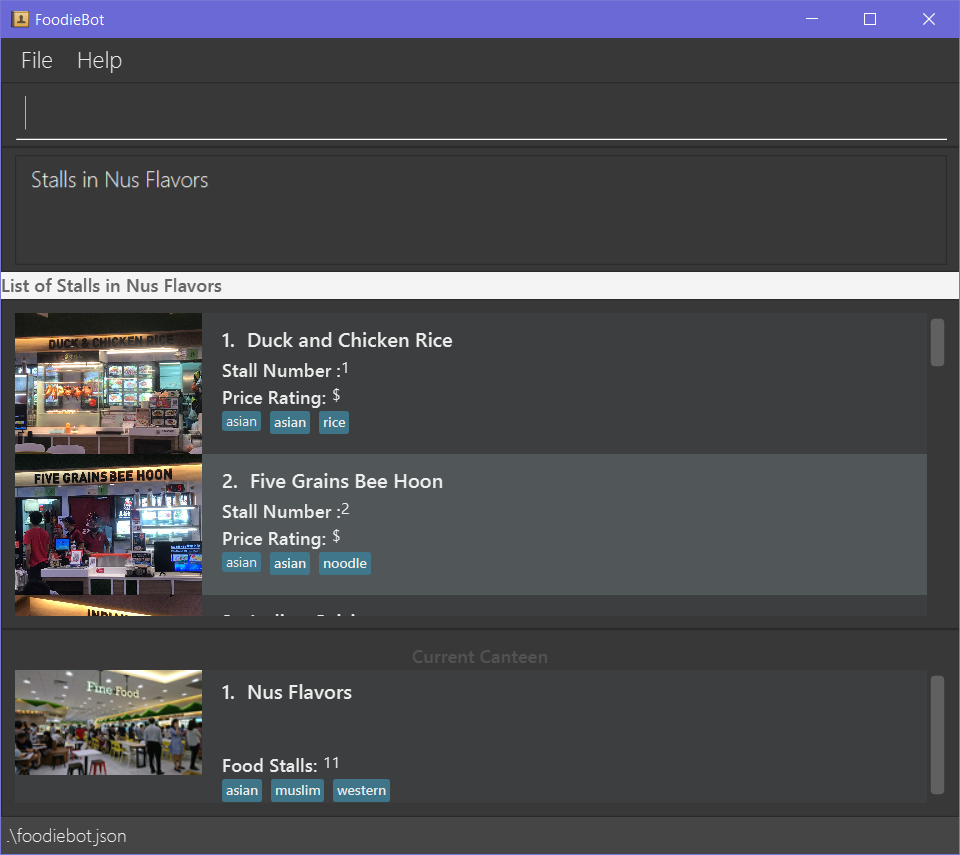 FoodieBot
File Help
Stalls in Nus Flavors
List of Stalls in Nus Flavors
DUCK & CHICKEN RICE
1. Duck and Chicken Rice
Stall Number :1
Price Rating: $
asian asian rice
FIVE GRAINS BEE HOON
2. Five Grains Bee Hoon
Stall Number :2
Price Rating: $
asian asian noodle
Current Canteen
Fine Food
1. Nus Flavors
Food Stalls: 11
asian muslim western
.\foodiebot.json